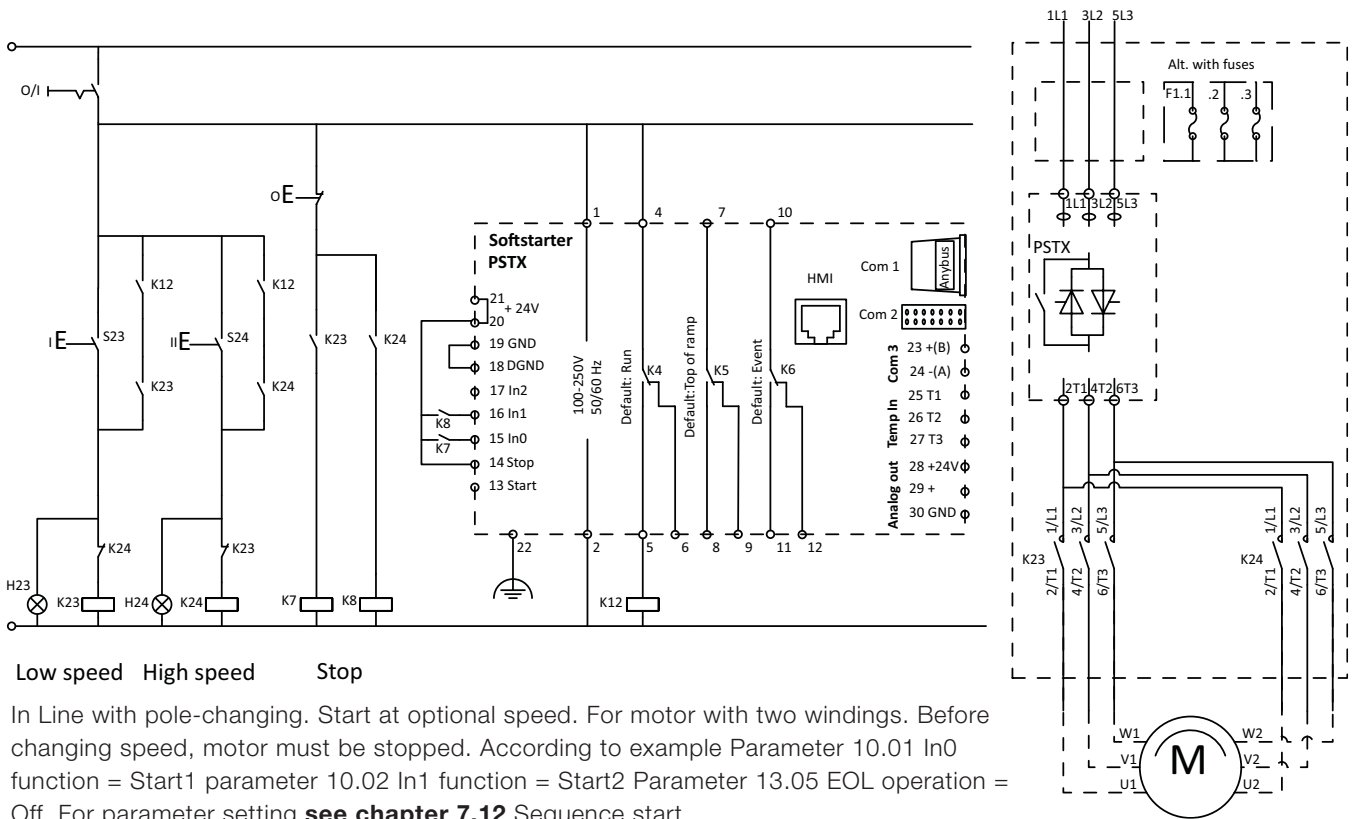 1L1 3L2 5L3
Alt. with fuses
F1.1 .2 .3
O/I
O E
1 4 7 10
1L1 3L2 5L3
Softstarter
PSTX
PSTX
Com 1
Anybus
HMI
Com 2
21
+ 24V
20
19 GND
18 DGND
17 In2
16 In1
K8
15 In0
K7
14 Stop
13 Start
100-250V
50/60 Hz
Default: Run
K4
Default:Top of ramp
K5
Default: Event
K6
Com 3
23 +(B)
24 -(A)
Temp In
25 T1
26 T2
27 T3
Analog out
28 +24V
29 +
30 GND
K12 K12
I E S23 II E S24 K23 K24
K23 K24
2T1 4T2 6T3
22 2 5 6 8 9 11 12
K24 K23
H23 K23 H24 K24 K7 K8 K12
1/L1 3/L2 5/L3
K23
2/T1 4/T2 6/T3
1/L1 3/L2 5/L3
K24
2/T1 4/T2 6/T3
Low speed High speed Stop
W1 W2
V1 M V2
U1 U2
In Line with pole-changing. Start at optional speed. For motor with two windings. Before
changing speed, motor must be stopped. According to example Parameter 10.01 In0
function = Start1 parameter 10.02 In1 function = Start2 Parameter 13.05 EOL operation =
Off. For parameter setting see chapter 7.12 Sequence start